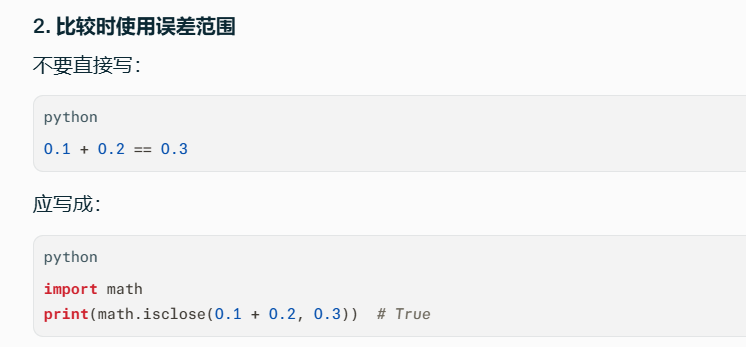 2. 比较时使用误差范围
不要直接写：
python
0.1 + 0.2 == 0.3
应写成：
python
import math
print(math.isclose(0.1 + 0.2, 0.3))  # True